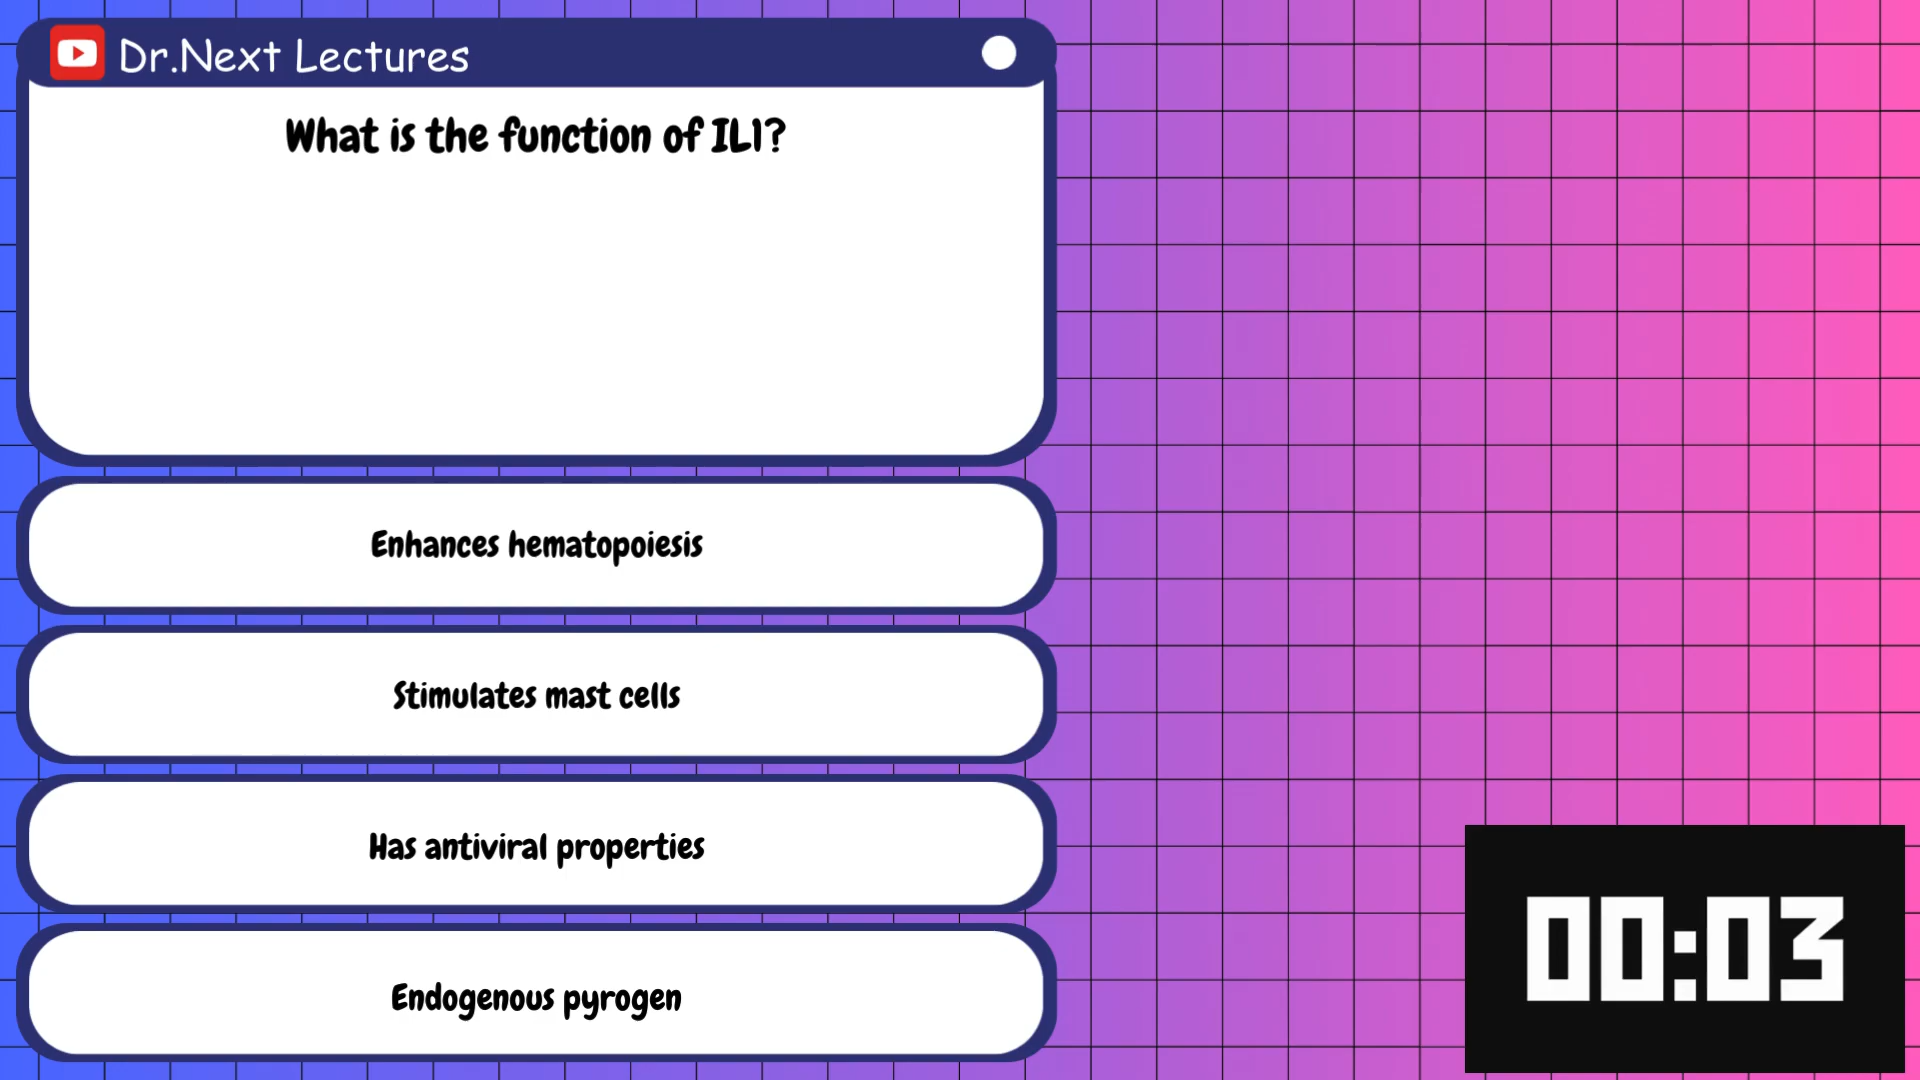 Dr.Next Lectures
What is the function of IL1?
Enhances hematopoiesis
Stimulates mast cells
Has antiviral properties
Endogenous pyrogen
00:03